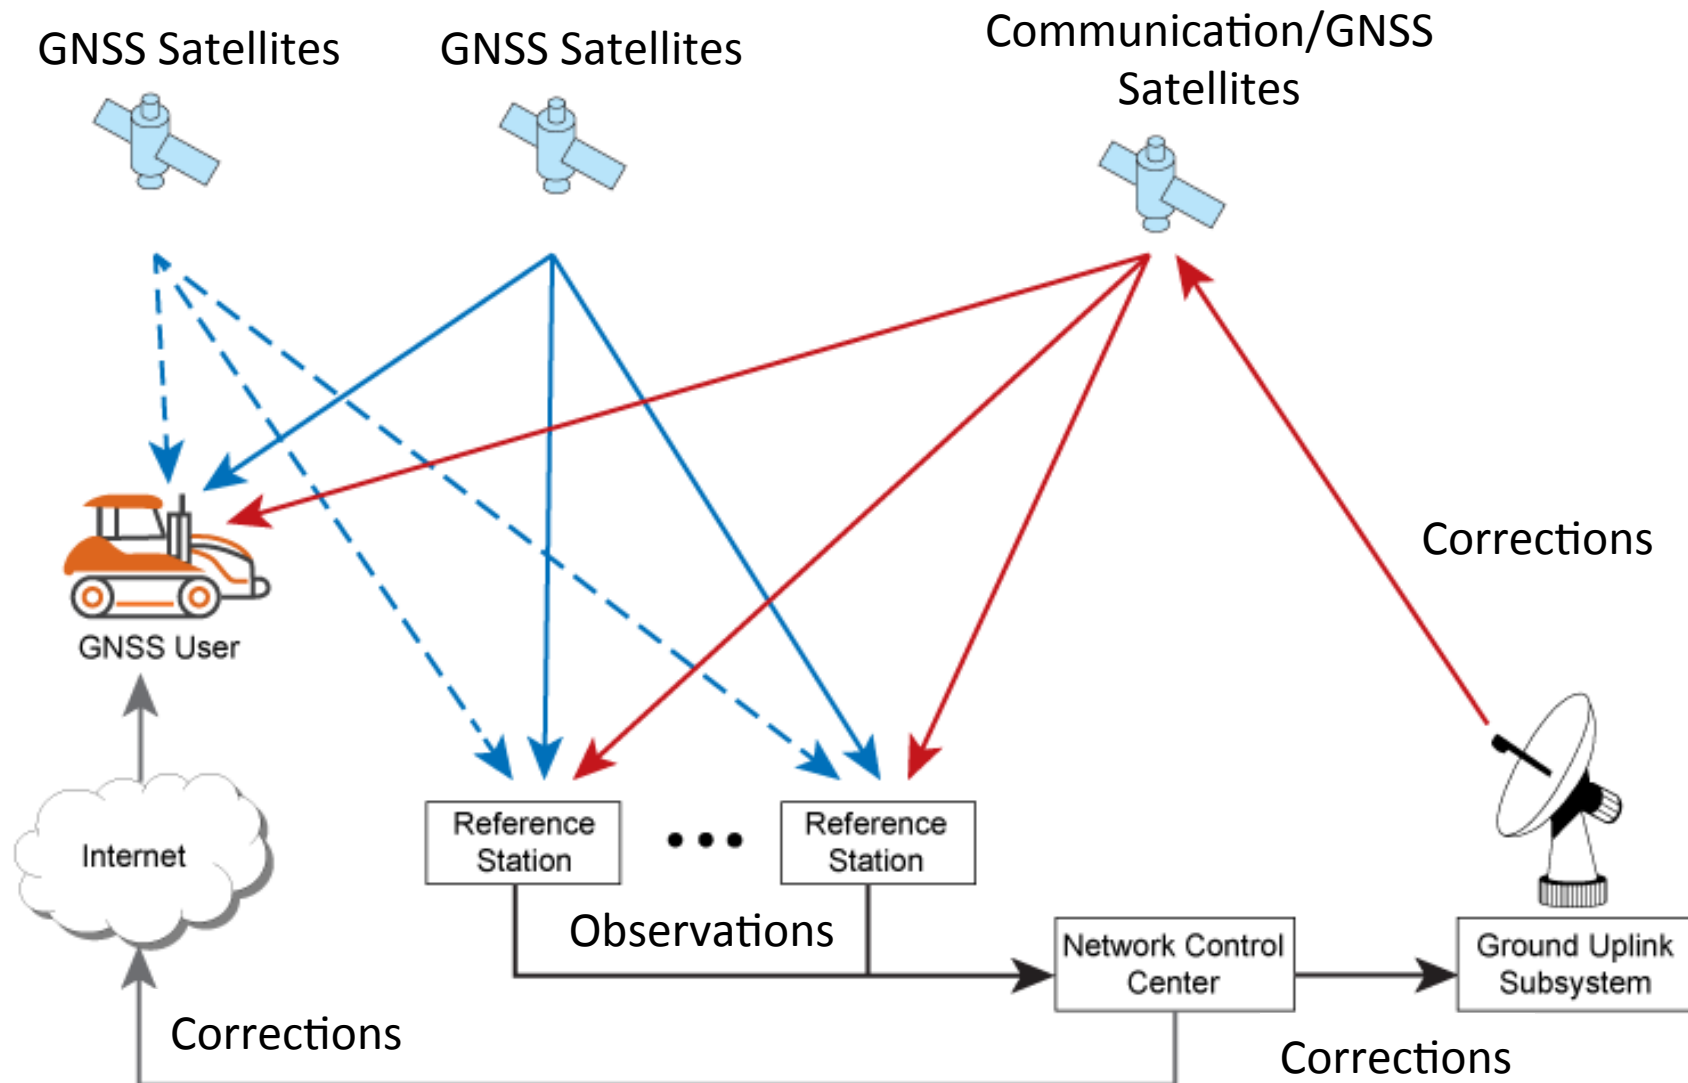 GNSS Satellites
GNSS Satellites
Communication/GNSS
Satellites
Corrections
GNSS User
Internet
Reference
Station
Reference
Station
Observations
Network Control
Center
Ground Uplink
Subsystem
Corrections
Corrections